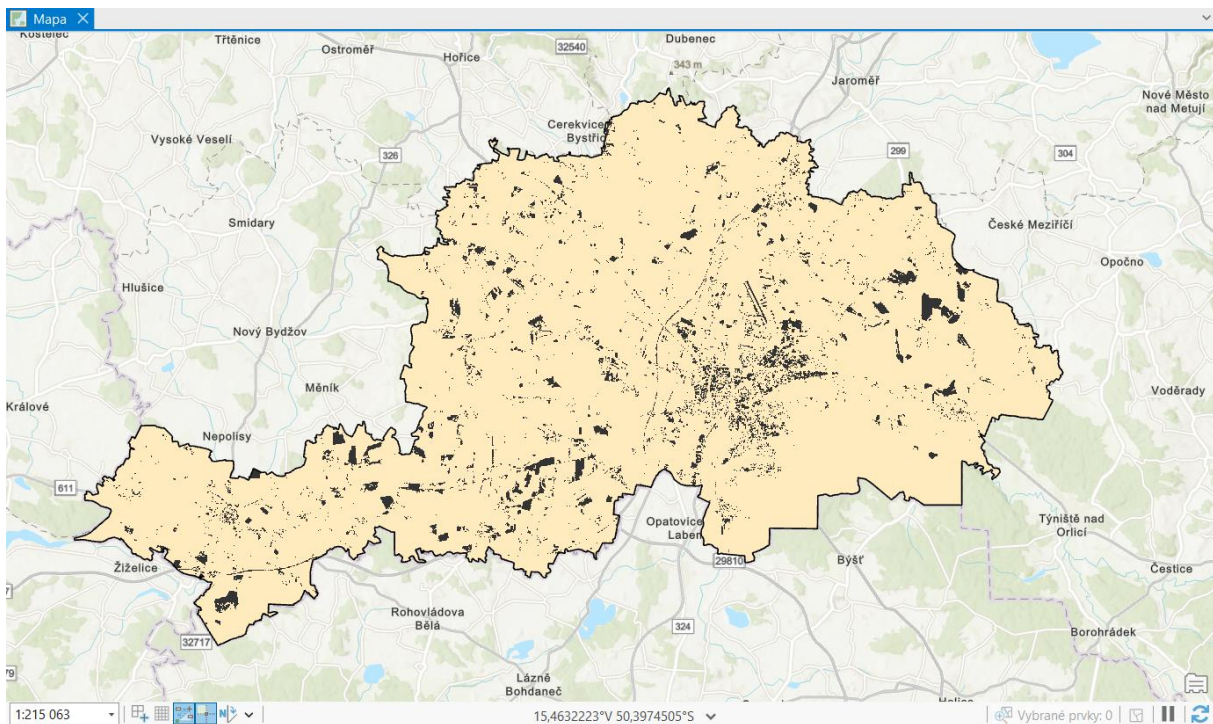 Mapa
Kostelec
Třtěnice
Ostroměř
Hořice
32540
Dubenec
343 m
Jaroměř
Nové Město
nad Metují
Vysoké Veselí
326
Cerekvice
Bystřic
299
304
Smidary
České Meziříčí
Opočno
Hlušice
Nový Bydžov
Měník
Voděrady
Králové
Nepolisy
611
Opatovice
Labem
Týniště nad
Orlicí
Žiželice
29810
Býšť
Čestice
Rohovládova
Bělá
324
32717
Borohrádek
Lázně
Bohdaneč
Holice
1:215 063
15,4632223°V 50,3974505°S
Vybrané prvky: 0